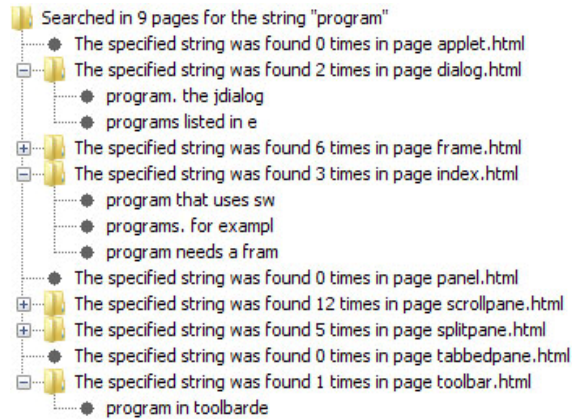 Searched in 9 pages for the string "program"
The specified string was found 0 times in page applet.html
The specified string was found 2 times in page dialog.html
program. the jdialog
programs listed in e
The specified string was found 6 times in page frame.html
The specified string was found 3 times in page index.html
program that uses sw
programs. for exampl
program needs a fram
The specified string was found 0 times in page panel.html
The specified string was found 12 times in page scrollpane.html
The specified string was found 5 times in page splitpane.html
The specified string was found 0 times in page tabbedpane.html
The specified string was found 1 times in page toolbar.html
program in toolbarde